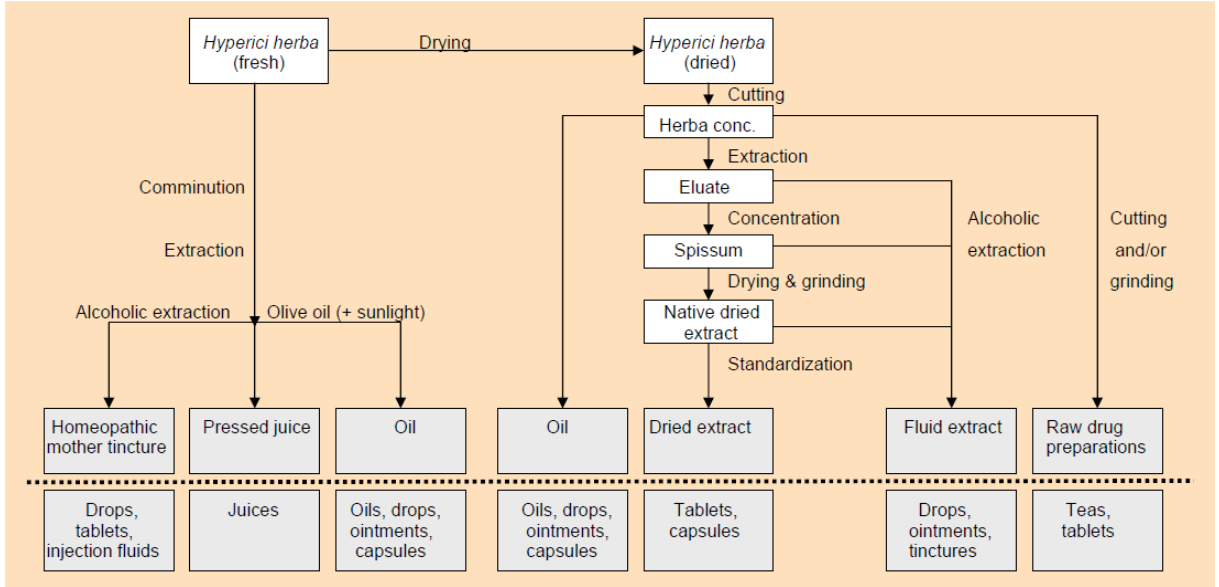 Hyperici herba
(fresh)
Drying
Hyperici herba
(dried)
Cutting
Herba conc.
Extraction
Comminution
Eluate
Concentration
Alcoholic
extraction
Cutting
and/or
grinding
Extraction
Spissum
Drying & grinding
Alcoholic extraction
Olive oil (+ sunlight)
Native dried
extract
Standardization
Homeopathic
mother tincture
Pressed juice
Oil
Oil
Dried extract
Fluid extract
Raw drug
preparations
Drops,
tablets,
injection fluids
Juices
Oils, drops,
ointments,
capsules
Oils, drops,
ointments,
capsules
Tablets,
capsules
Drops,
ointments,
tinctures
Teas,
tablets